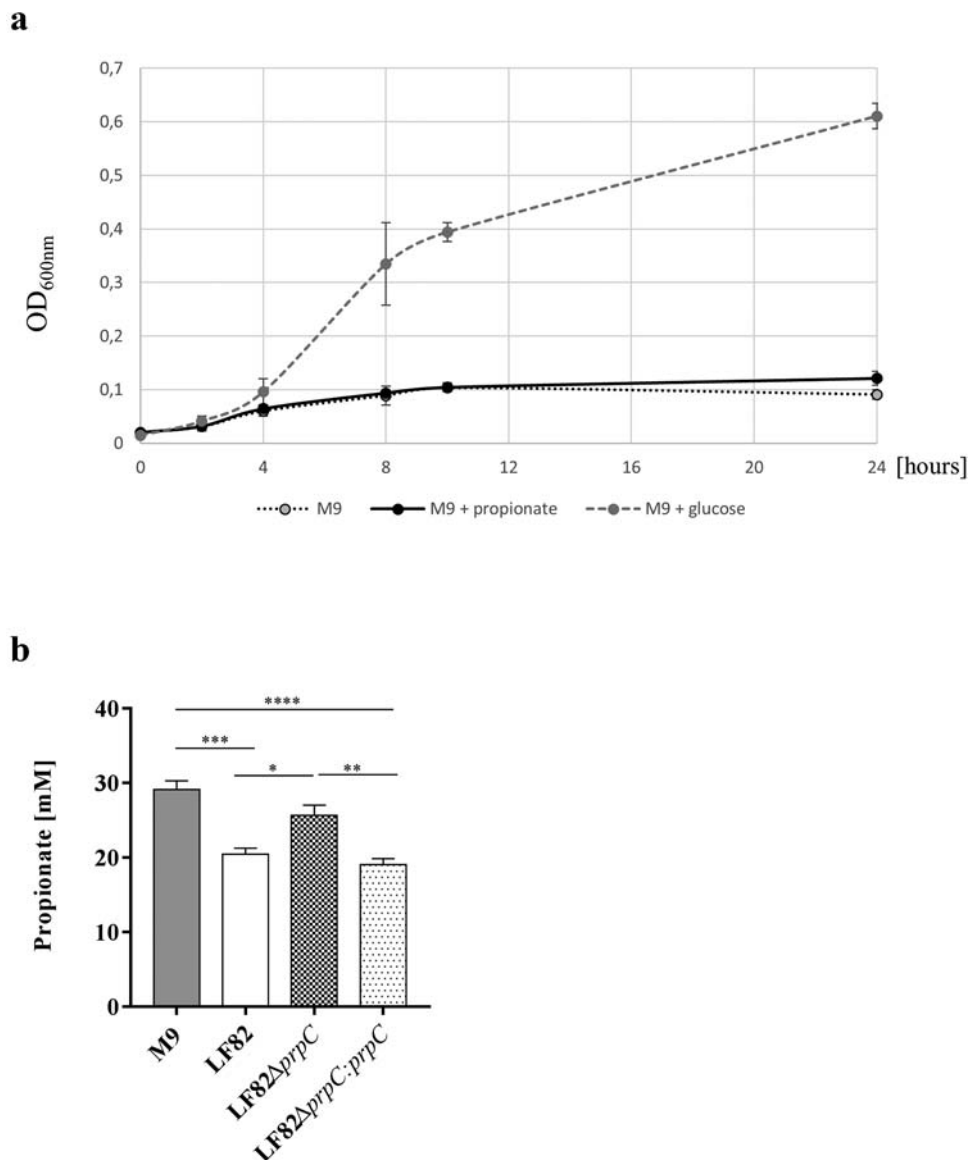 a
0,7
0,6
0,5
0,4
0,3
0,2
0,1
0
OD600nm
0 4 8 12 16 20 24 [hours]
M9 M9 + propionate M9 + glucose
b
40
30
20
10
0
Propionate [mM]
****
***
* **
M9 LF82 LF82ΔprpC LF82ΔprpC:prpC